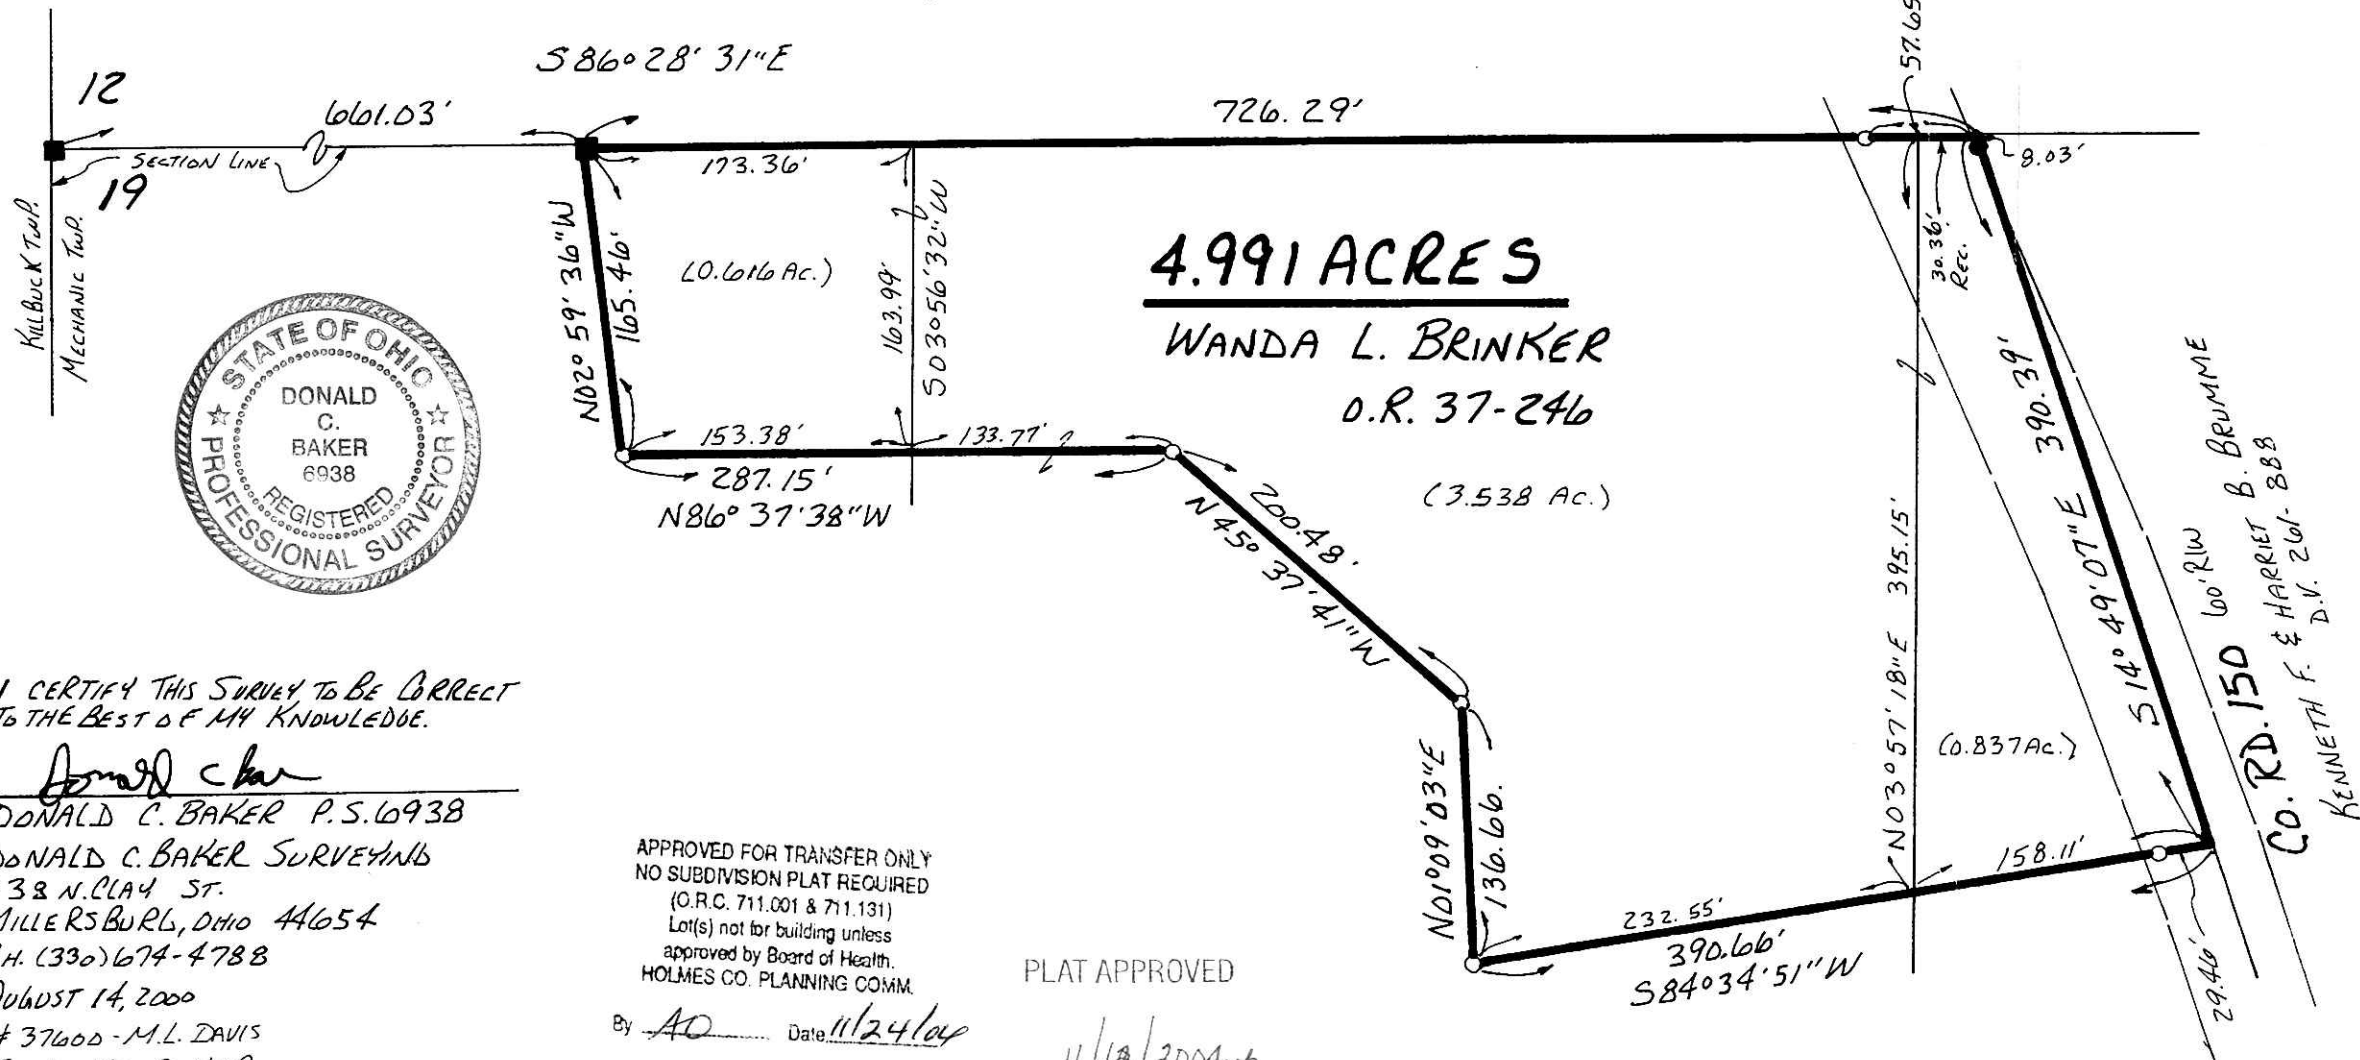 S 86° 28' 31" E
57.65
12
661.03'
726.29'
SECTION LINE
173.36'
8.03'
19
KILLBUCK TWP.
MECHANIC TWP.
N02° 59' 36" W
165.46'
(0.616 Ac.)
163.99'
S03°56'32" W
4.991 ACRES
WANDA L. BRINKER
O.R. 37-246
30.36'
REC.
STATE OF OHIO
DONALD
C.
BAKER
6938
REGISTERED
PROFESSIONAL SURVEYOR
153.38'
133.77'
287.15'
N86° 37' 38" W
200.48'
N 45° 37' 41" W
(3.538 Ac.)
390.39'
S 14° 49' 07" E
60' R/W
CO. RD. 150
KENNETH F. & HARRIET B. BRUMME
D.V. 261-888
N03°57'18"E 395.15'
(0.837 Ac.)
N01°09'03"E
136.66.
158.11'
232.55'
390.66'
S84°34'51" W
29.46'
I CERTIFY THIS SURVEY TO BE CORRECT
TO THE BEST OF MY KNOWLEDGE.
DONALD C. BAKER P.S. 6938
DONALD C. BAKER SURVEYING
38 N. CLAY ST.
MILLERSBURG, OHIO 44654
PH. (330) 674-4788
AUGUST 14, 2000
# 37600 - M.L. DAVIS
APPROVED FOR TRANSFER ONLY
NO SUBDIVISION PLAT REQUIRED
(O.R.C. 711.001 & 711.131)
Lot(s) not for building unless
approved by Board of Health.
HOLMES CO. PLANNING COMM.
By AO Date 11/24/04
PLAT APPROVED